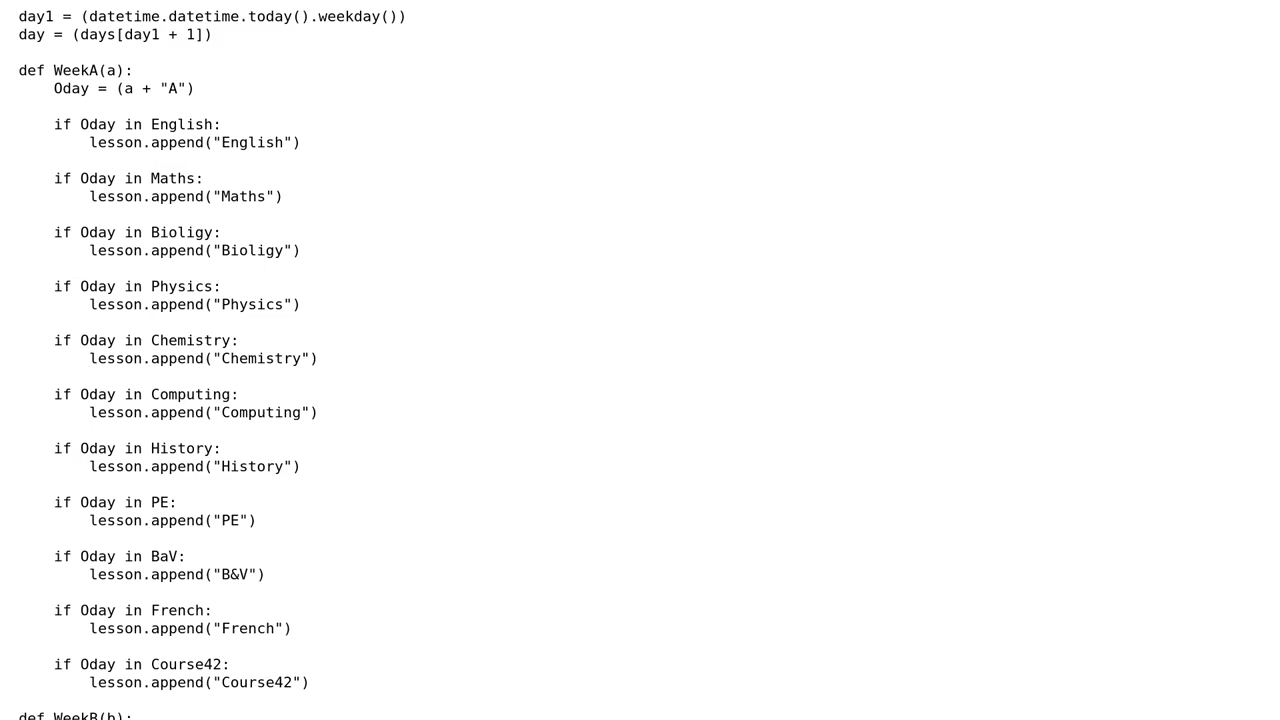 day1 = (datetime.datetime.today().weekday())
day = (days[day1 + 1])
def WeekA(a):
Oday = (a + "A")
if Oday in English:
lesson.append("English")
if Oday in Maths:
lesson.append("Maths")
if Oday in Bioligy:
lesson.append("Bioligy")
if Oday in Physics:
lesson.append("Physics")
if Oday in Chemistry:
lesson.append("Chemistry")
if Oday in Computing:
lesson.append("Computing")
if Oday in History:
lesson.append("History")
if Oday in PE:
lesson.append("PE")
if Oday in BaV:
lesson.append("B&V")
if Oday in French:
lesson.append("French")
if Oday in Course42:
lesson.append("Course42")
def WeekB(b):